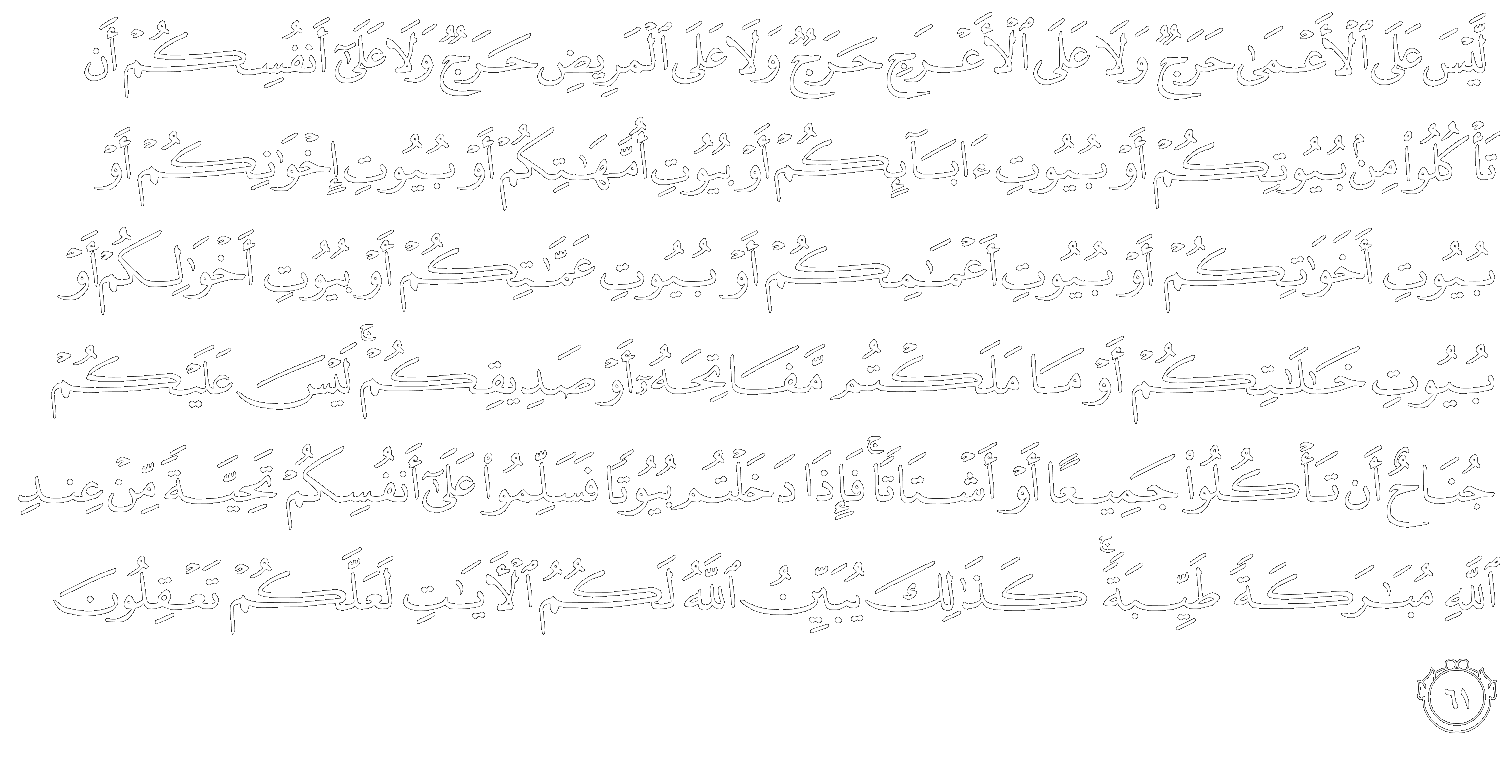 لَّيْسَ عَلَى ٱلْأَعْمَىٰ حَرَجٌ وَلَا عَلَى ٱلْأَعْرَجِ حَرَجٌ وَلَا عَلَى ٱلْمَرِيضِ حَرَجٌ وَلَا عَلَىٰٓ أَنفُسِكُمْ أَن
تَأْكُلُوا۟ مِنۢ بُيُوتِكُمْ أَوْ بُيُوتِ ءَابَآئِكُمْ أَوْ بُيُوتِ أُمَّهَـٰتِكُمْ أَوْ بُيُوتِ إِخْوَٰنِكُمْ أَوْ
بُيُوتِ أَخَوَٰتِكُمْ أَوْ بُيُوتِ أَعْمَـٰمِكُمْ أَوْ بُيُوتِ عَمَّـٰتِكُمْ أَوْ بُيُوتِ أَخْوَٰلِكُمْ أَوْ
بُيُوتِ خَـٰلَـٰتِكُمْ أَوْ مَا مَلَكْتُم مَّفَاتِحَهُۥٓ أَوْ صَدِيقِكُمْ ۚ لَيْسَ عَلَيْكُمْ
جُنَاحٌ أَن تَأْكُلُوا۟ جَمِيعًا أَوْ أَشْتَاتًا ۚ فَإِذَا دَخَلْتُم بُيُوتًا فَسَلِّمُوا۟ عَلَىٰٓ أَنفُسِكُمْ تَحِيَّةً مِّنْ عِندِ
ٱللَّهِ مُبَـٰرَكَةً طَيِّبَةً ۚ كَذَٰلِكَ يُبَيِّنُ ٱللَّهُ لَكُمُ ٱلْـَٔايَـٰتِ لَعَلَّكُمْ تَعْقِلُونَ
٦١